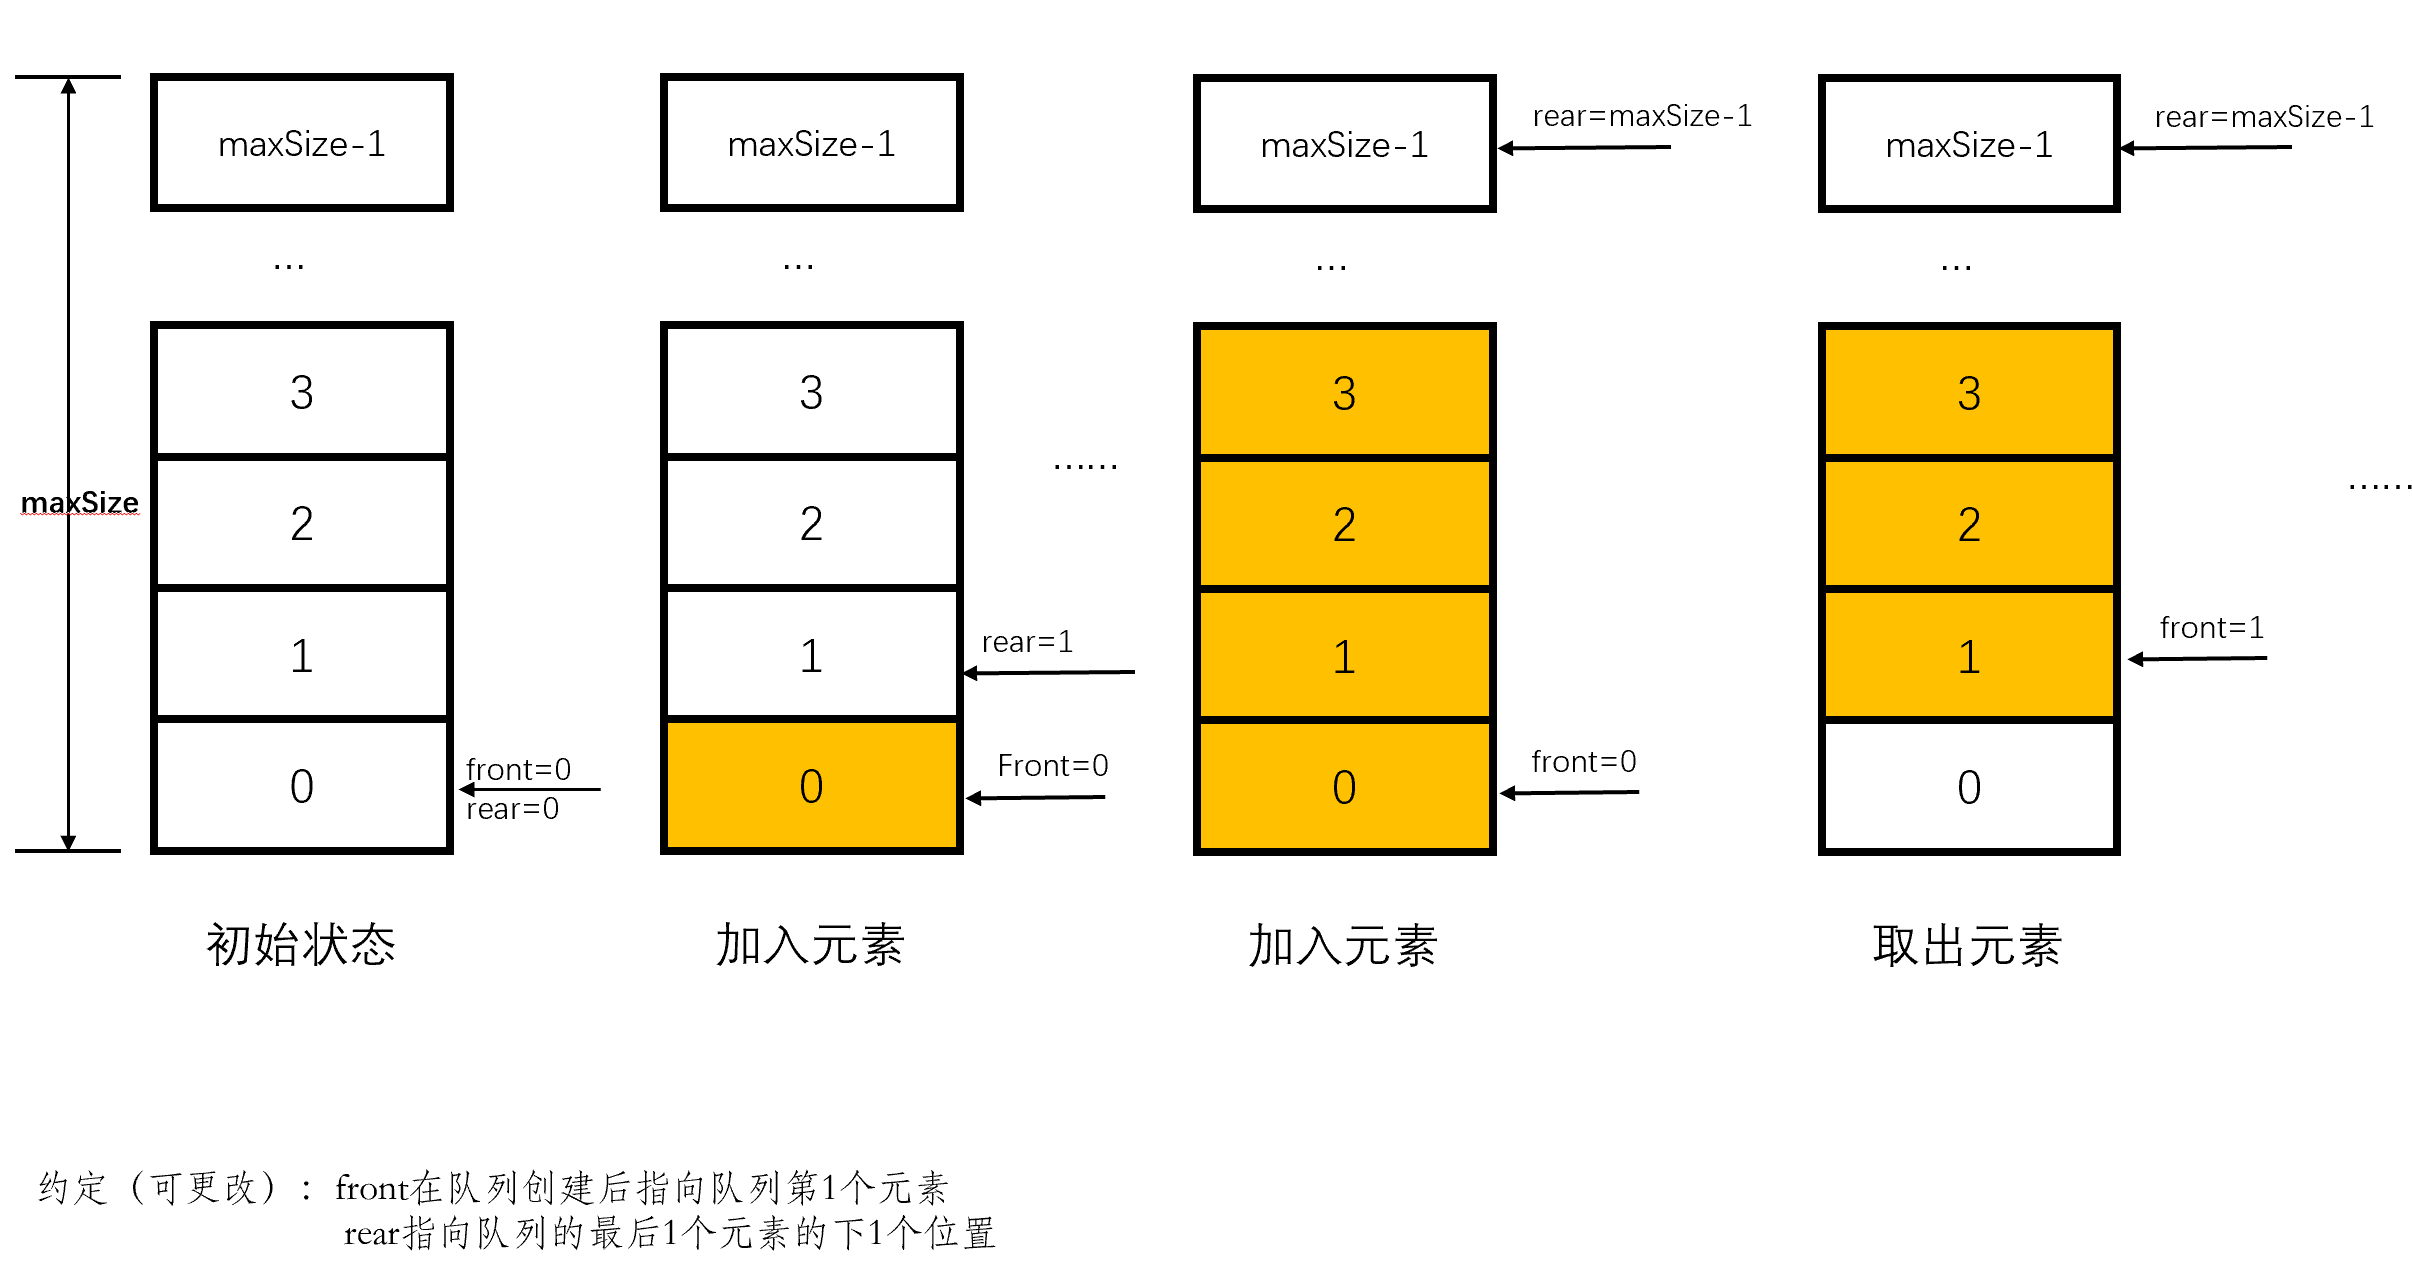 maxSize
maxSize-1
...
3
2
1
0
front=0
rear=0
初始状态
maxSize-1
...
3
2
1
0
rear=1
Front=0
加入元素
……
maxSize-1
...
3
2
1
0
rear=maxSize-1
front=0
加入元素
maxSize-1
...
3
2
1
0
rear=maxSize-1
front=1
取出元素
……
约定（可更改）：front在队列创建后指向队列第1个元素
rear指向队列的最后1个元素的下1个位置